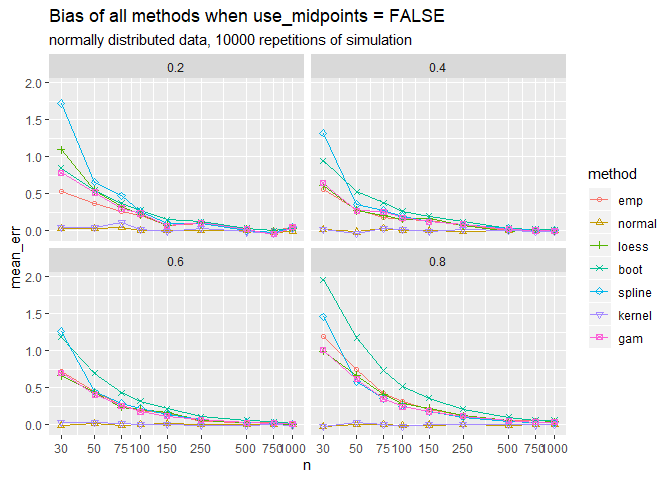 Bias of all methods when use_midpoints = FALSE
normally distributed data, 10000 repetitions of simulation
0.2
0.4
2.0
1.5
1.0
0.5
0.0
mean_err
0.6
0.8
2.0
1.5
1.0
0.5
0.0
30 50 75 100 150 250 500 750 1000
30 50 75 100 150 250 500 750 1000
n
method
emp
normal
loess
boot
spline
kernel
gam